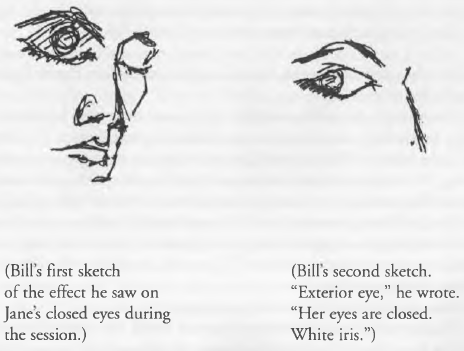 (Bill's first sketch
of the effect he saw on
Jane's closed eyes during
the session.)
(Bill's second sketch.
"Exterior eye," he wrote.
"Her eyes are closed.
White iris.")